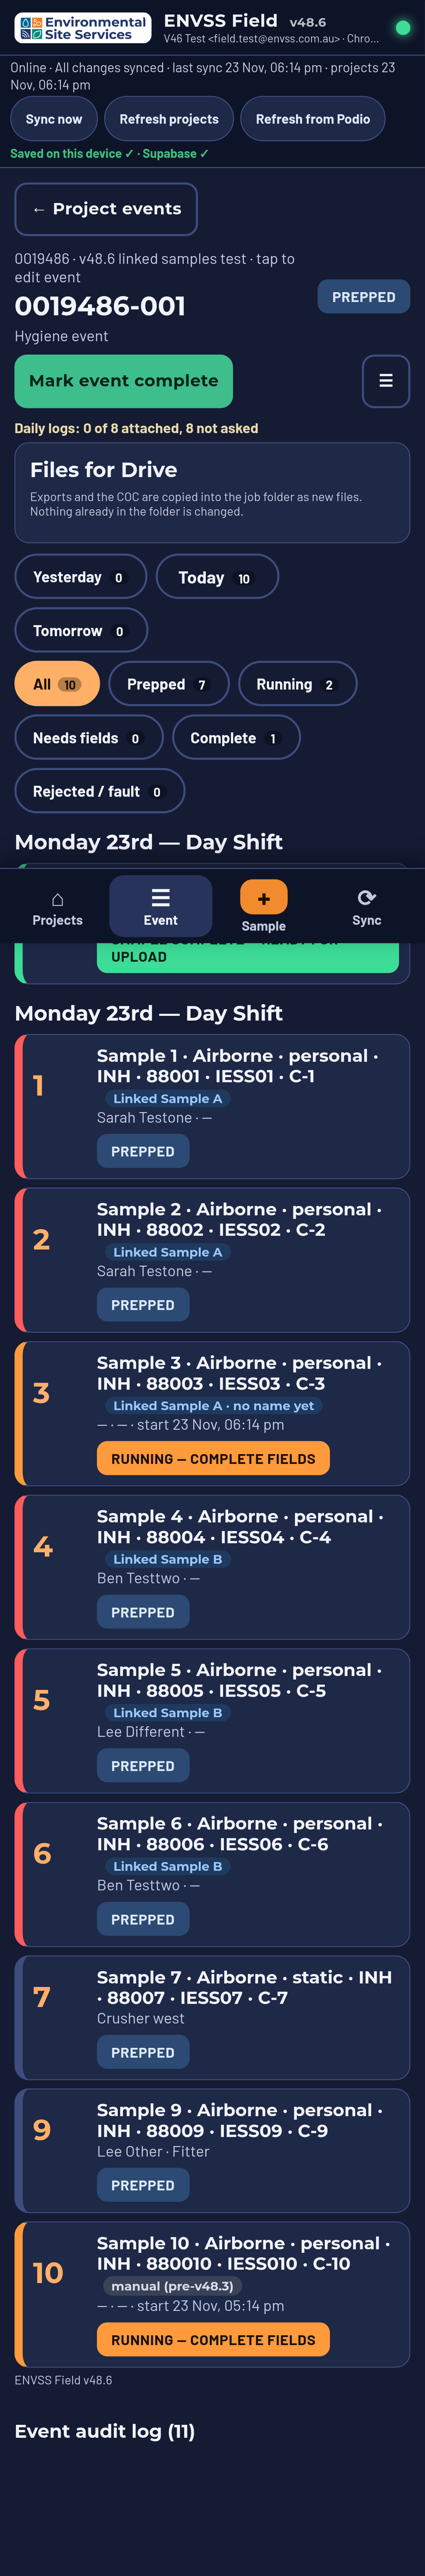 Environmental
Site Services
ENVSS Field v48.6
V46 Test <field.test@envss.com.au> · Chro...
Online · All changes synced · last sync 23 Nov, 06:14 pm · projects 23
Nov, 06:14 pm
Sync now
Refresh projects
Refresh from Podio
Saved on this device ✓ · Supabase ✓
← Project events
0019486 · v48.6 linked samples test · tap to
edit event
0019486-001
PREPPED
Hygiene event
Mark event complete
☰
Daily logs: 0 of 8 attached, 8 not asked
Files for Drive
Exports and the COC are copied into the job folder as new files.
Nothing already in the folder is changed.
Yesterday 0
Today 10
Tomorrow 0
All 10
Prepped 7
Running 2
Needs fields 0
Complete 1
Rejected / fault 0
Monday 23rd — Day Shift
Projects
Event
Sample
Sync
UPLOAD
Monday 23rd — Day Shift
1
Sample 1 · Airborne · personal ·
INH · 88001 · IESS01 · C-1
Linked Sample A
Sarah Testone · —
PREPPED
2
Sample 2 · Airborne · personal ·
INH · 88002 · IESS02 · C-2
Linked Sample A
Sarah Testone · —
PREPPED
3
Sample 3 · Airborne · personal ·
INH · 88003 · IESS03 · C-3
Linked Sample A · no name yet
— · — · start 23 Nov, 06:14 pm
RUNNING — COMPLETE FIELDS
4
Sample 4 · Airborne · personal ·
INH · 88004 · IESS04 · C-4
Linked Sample B
Ben Testtwo · —
PREPPED
5
Sample 5 · Airborne · personal ·
INH · 88005 · IESS05 · C-5
Linked Sample B
Lee Different · —
PREPPED
6
Sample 6 · Airborne · personal ·
INH · 88006 · IESS06 · C-6
Linked Sample B
Ben Testtwo · —
PREPPED
7
Sample 7 · Airborne · static · INH
· 88007 · IESS07 · C-7
Crusher west
PREPPED
9
Sample 9 · Airborne · personal ·
INH · 88009 · IESS09 · C-9
Lee Other · Fitter
PREPPED
10
Sample 10 · Airborne · personal ·
INH · 880010 · IESS010 · C-10
manual (pre-v48.3)
— · — · start 23 Nov, 05:14 pm
RUNNING — COMPLETE FIELDS
ENVSS Field v48.6
Event audit log (11)